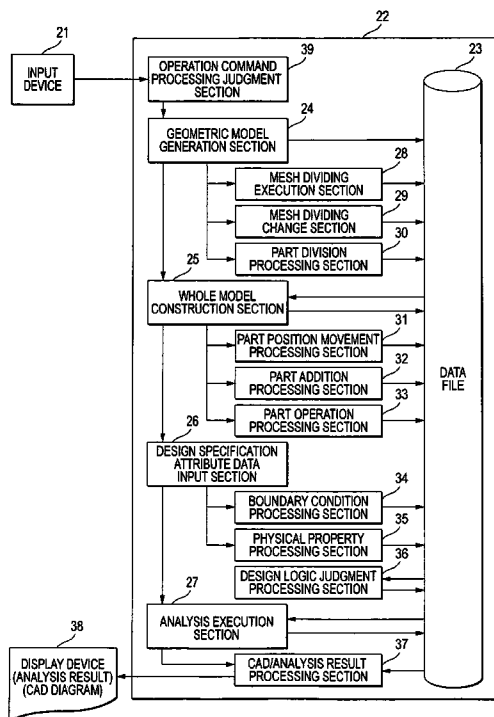 21
INPUT
DEVICE
22
39
OPERATION COMMAND
PROCESSING JUDGMENT
SECTION
23
24
GEOMETRIC MODEL
GENERATION SECTION
28
MESH DIVIDING
EXECUTION SECTION
29
MESH DIVIDING
CHANGE SECTION
30
PART DIVISION
PROCESSING SECTION
25
WHOLE MODEL
CONSTRUCTION SECTION
31
PART POSITION MOVEMENT
PROCESSING SECTION
32
PART ADDITION
PROCESSING SECTION
33
PART OPERATION
PROCESSING SECTION
DATA
FILE
26
DESIGN SPECIFICATION
ATTRIBUTE DATA
INPUT SECTION
34
BOUNDARY CONDITION
PROCESSING SECTION
35
PHYSICAL PROPERTY
PROCESSING SECTION
36
DESIGN LOGIC JUDGMENT
PROCESSING SECTION
27
ANALYSIS EXECUTION
SECTION
37
CAD/ANALYSIS RESULT
PROCESSING SECTION
38
DISPLAY DEVICE
(ANALYSIS RESULT)
(CAD DIAGRAM)